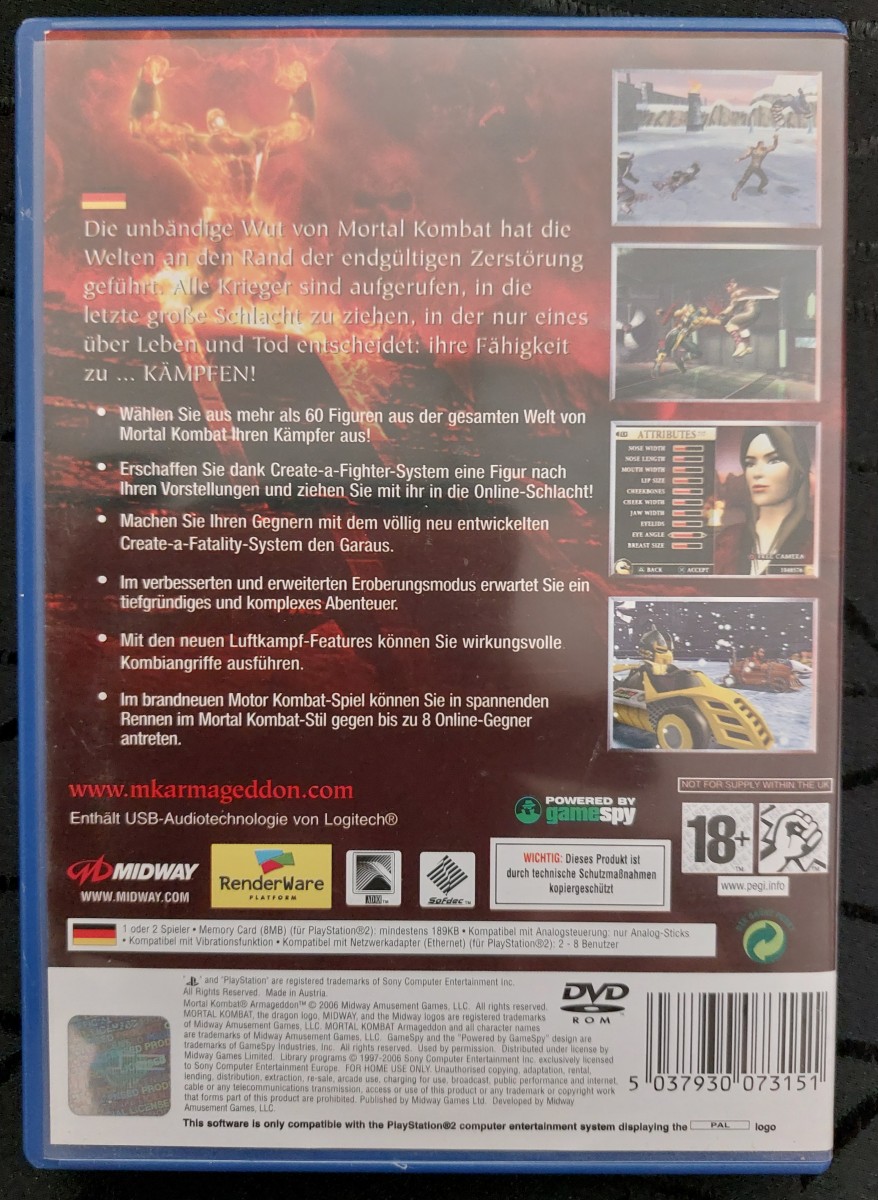 Die unbändige Wut von Mortal Kombat hat die
Welten an den Rand der endgültigen Zerstörung
geführt. Alle Krieger sind aufgerufen, in die
letzte große Schlacht zu ziehen, in der nur eines
über Leben und Tod entscheidet: ihre Fähigkeit
zu ... KÄMPFEN!
• Wählen Sie aus mehr als 60 Figuren aus der gesamten Welt von
Mortal Kombat Ihren Kämpfer aus!
• Erschaffen Sie dank Create-a-Fighter-System eine Figur nach
Ihren Vorstellungen und ziehen Sie mit ihr in die Online-Schlacht!
• Machen Sie Ihren Gegnern mit dem völlig neu entwickelten
Create-a-Fatality-System den Garaus.
• Im verbesserten und erweiterten Eroberungsmodus erwartet Sie ein
tiefgründiges und komplexes Abenteuer.
• Mit den neuen Luftkampf-Features können Sie wirkungsvolle
Kombiangriffe ausführen.
• Im brandneuen Motor Kombat-Spiel können Sie in spannenden
Rennen im Mortal Kombat-Stil gegen bis zu 8 Online-Gegner
antreten.
ATTRIBUTES
NOSE WIDTH
NOSE LENGTH
MOUTH WIDTH
LIP SIZE
CHEEKBONES
CHEEK WIDTH
JAW WIDTH
EYELIDS
EYE ANGLE
BREAST SIZE
FREE CAMERA
BACK
ACCEPT
www.mkarmageddon.com
Enthält USB-Audiotechnologie von Logitech®
POWERED BY
gamespy
NOT FOR SUPPLY WITHIN THE UK
18+
www.pegi.info
MIDWAY
WWW.MIDWAY.COM
RenderWare
PLATFORM
ADX™
Sofdec™
WICHTIG: Dieses Produkt ist
durch technische Schutzmaßnahmen
kopiergeschützt
1 oder 2 Spieler • Memory Card (8MB) (für PlayStation®2): mindestens 189KB • Kompatibel mit Analogsteuerung: nur Analog-Sticks
• Kompatibel mit Vibrationsfunktion • Kompatibel mit Netzwerkadapter (Ethernet) (für PlayStation®2): 2 - 8 Benutzer
" " and "PlayStation" are registered trademarks of Sony Computer Entertainment Inc.
All Rights Reserved. Made in Austria.
Mortal Kombat® Armageddon™ © 2006 Midway Amusement Games, LLC. All rights reserved.
MORTAL KOMBAT, the dragon logo, MIDWAY, and the Midway logos are registered trademarks
of Midway Amusement Games, LLC. MORTAL KOMBAT Armageddon and all character names
are trademarks of Midway Amusement Games, LLC. GameSpy and the "Powered by GameSpy" design are
trademarks of GameSpy Industries, Inc. All rights reserved. Used by permission. Distributed under license by
Midway Games Limited. Library programs © 1997-2006 Sony Computer Entertainment Inc. exclusively licensed
to Sony Computer Entertainment Europe. FOR HOME USE ONLY. Unauthorised copying, adaptation, rental,
lending, distribution, extraction, re-sale, arcade use, charging for use, broadcast, public performance and internet,
cable or any telecommunications transmission, access or use of this product or any trademark or copyright work
that forms part of this product are prohibited. Published by Midway Games Ltd. Developed by Midway
Amusement Games, LLC.
This software is only compatible with the PlayStation®2 computer entertainment system displaying the PAL logo
DVD
ROM
5 037930 073151